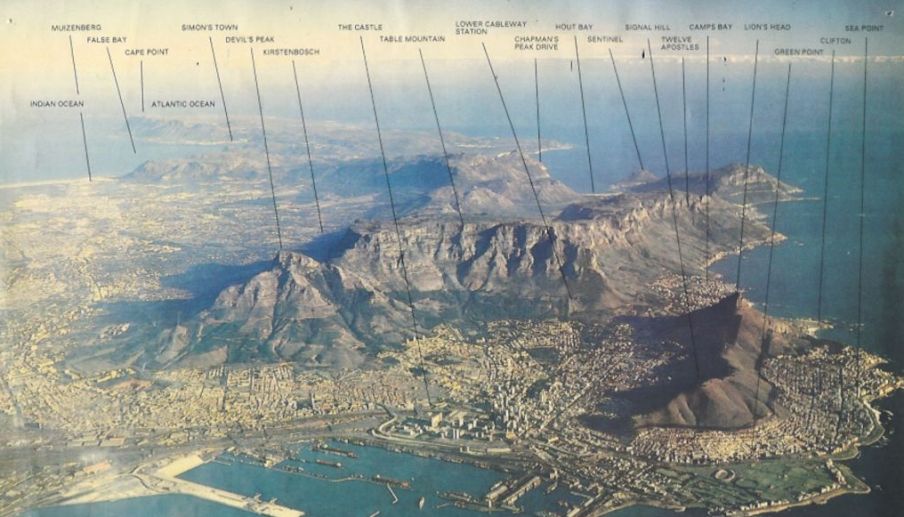 MUIZENBERG
FALSE BAY
CAPE POINT
INDIAN OCEAN
ATLANTIC OCEAN
SIMON'S TOWN
DEVIL'S PEAK
KIRSTENBOSCH
THE CASTLE
TABLE MOUNTAIN
LOWER CABLEWAY
STATION
CHAPMAN'S
PEAK DRIVE
HOUT BAY
SENTINEL
SIGNAL HILL
TWELVE
APOSTLES
CAMPS BAY
LION'S HEAD
GREEN POINT
CLIFTON
SEA POINT